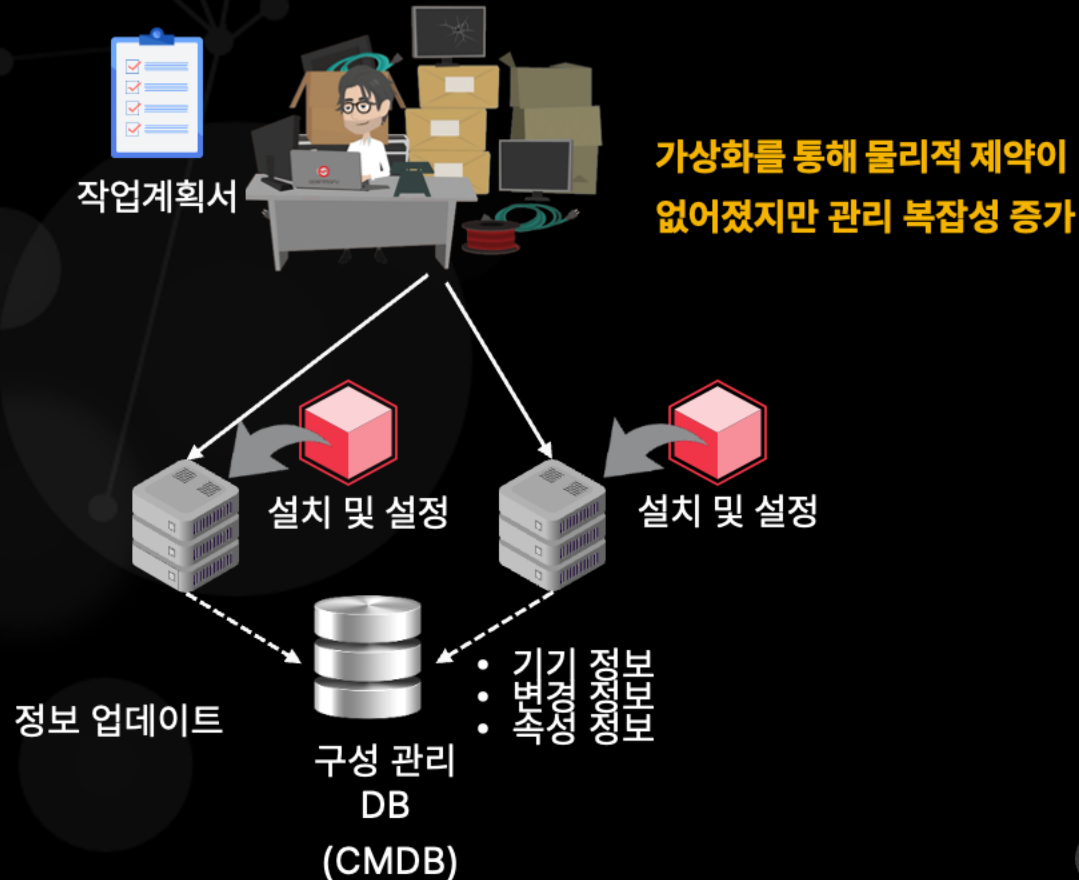 작업계획서
가상화를 통해 물리적 제약이
없어졌지만 관리 복잡성 증가
설치 및 설정
설치 및 설정
• 기기 정보
• 변경 정보
• 속성 정보
정보 업데이트
구성 관리
DB
(CMDB)